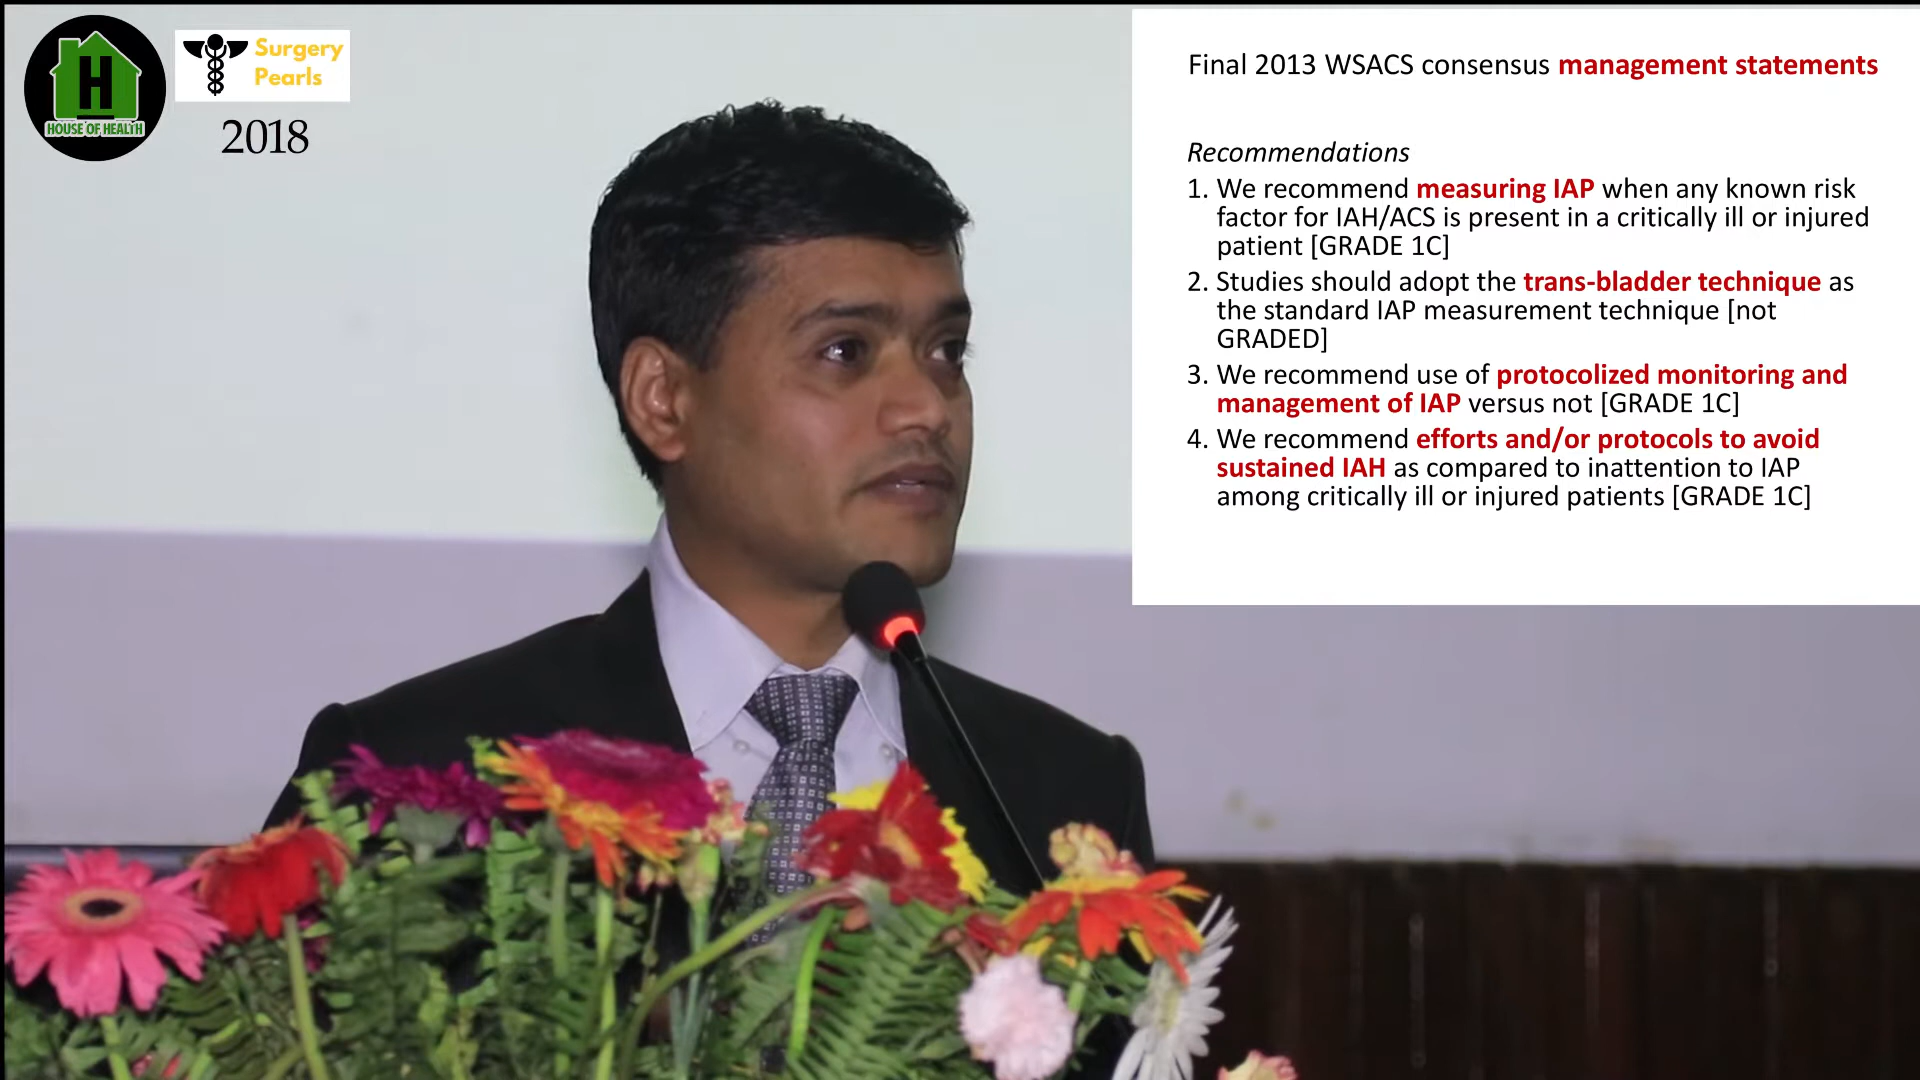 HOUSE OF HEALTH
H
Surgery
Pearls
2018
Final 2013 WSACS consensus management statements
Recommendations
1. We recommend measuring IAP when any known risk
factor for IAH/ACS is present in a critically ill or injured
patient [GRADE 1C]
2. Studies should adopt the trans-bladder technique as
the standard IAP measurement technique [not
GRADED]
3. We recommend use of protocolized monitoring and
management of IAP versus not [GRADE 1C]
4. We recommend efforts and/or protocols to avoid
sustained IAH as compared to inattention to IAP
among critically ill or injured patients [GRADE 1C]